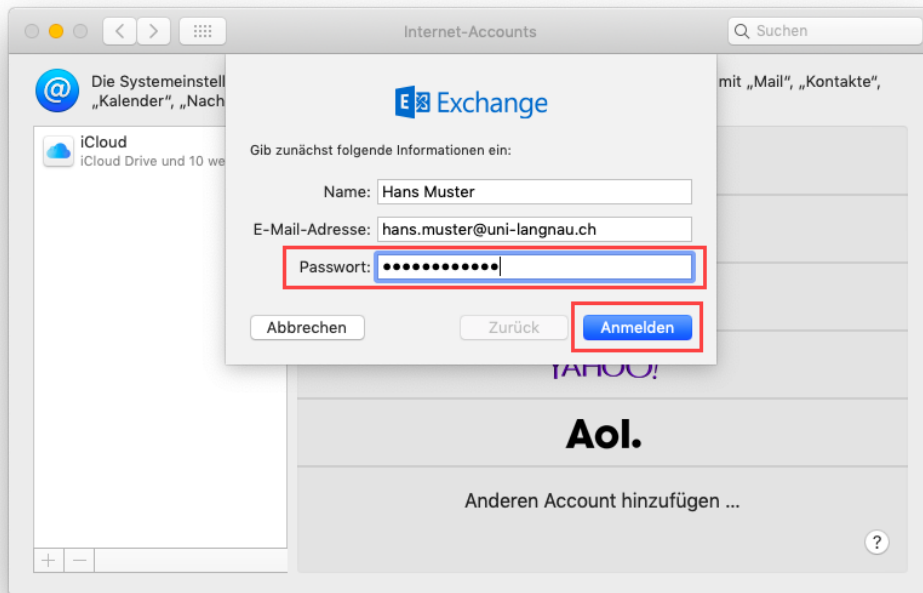 Internet-Accounts
Suchen
Die Systemeinstell
mit „Mail“, „Kontakte“,
„Kalender“, „Nach
iCloud
iCloud Drive und 10 we
Exchange
Gib zunächst folgende Informationen ein:
Name: Hans Muster
E-Mail-Adresse: hans.muster@uni-langnau.ch
Passwort: ••••••••••••
Abbrechen Zurück Anmelden
YAHOO!
Aol.
Anderen Account hinzufügen ...
?